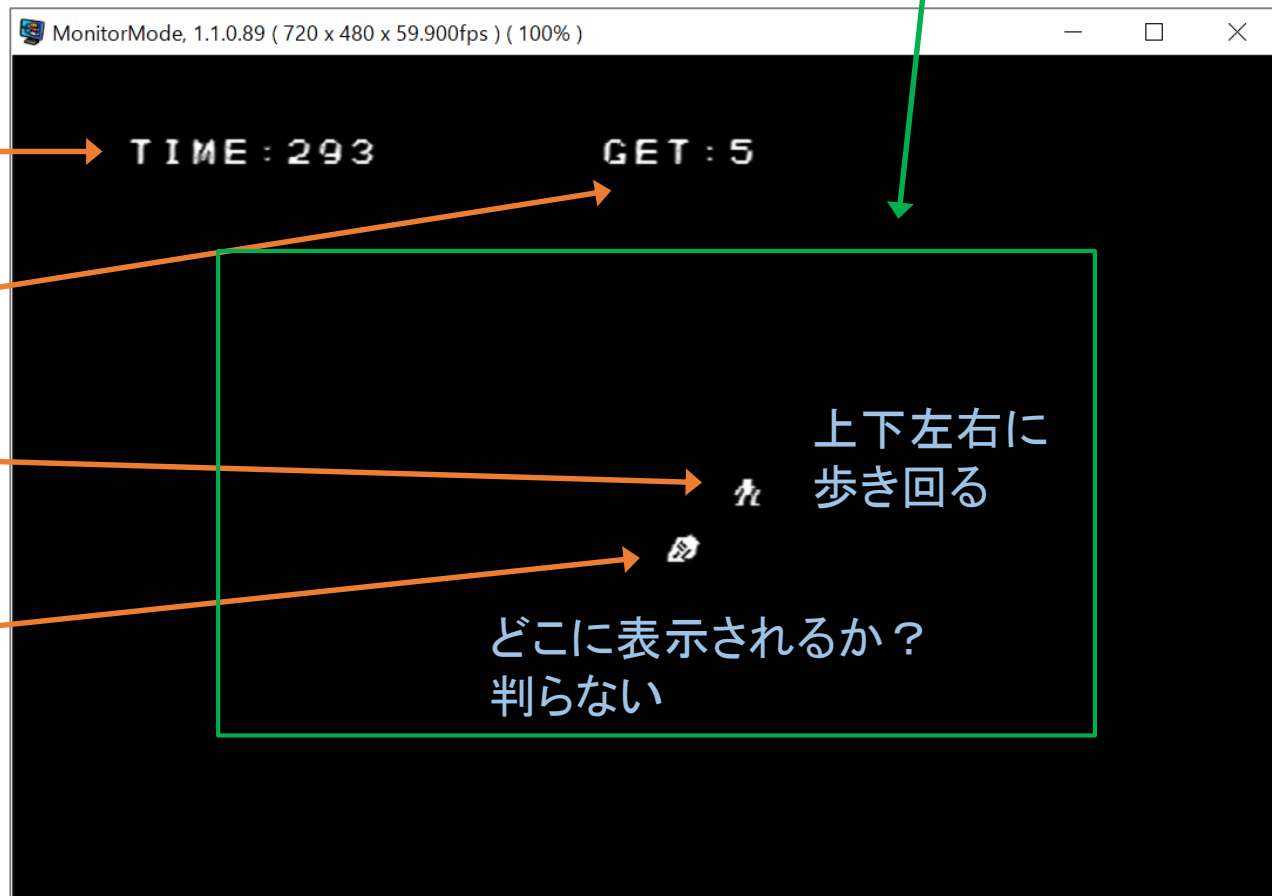 MonitorMode, 1.1.0.89 ( 720 x 480 x 59.900fps ) ( 100% )
TIME:293 GET:5
上下左右に
歩き回る
どこに表示されるか？
判らない